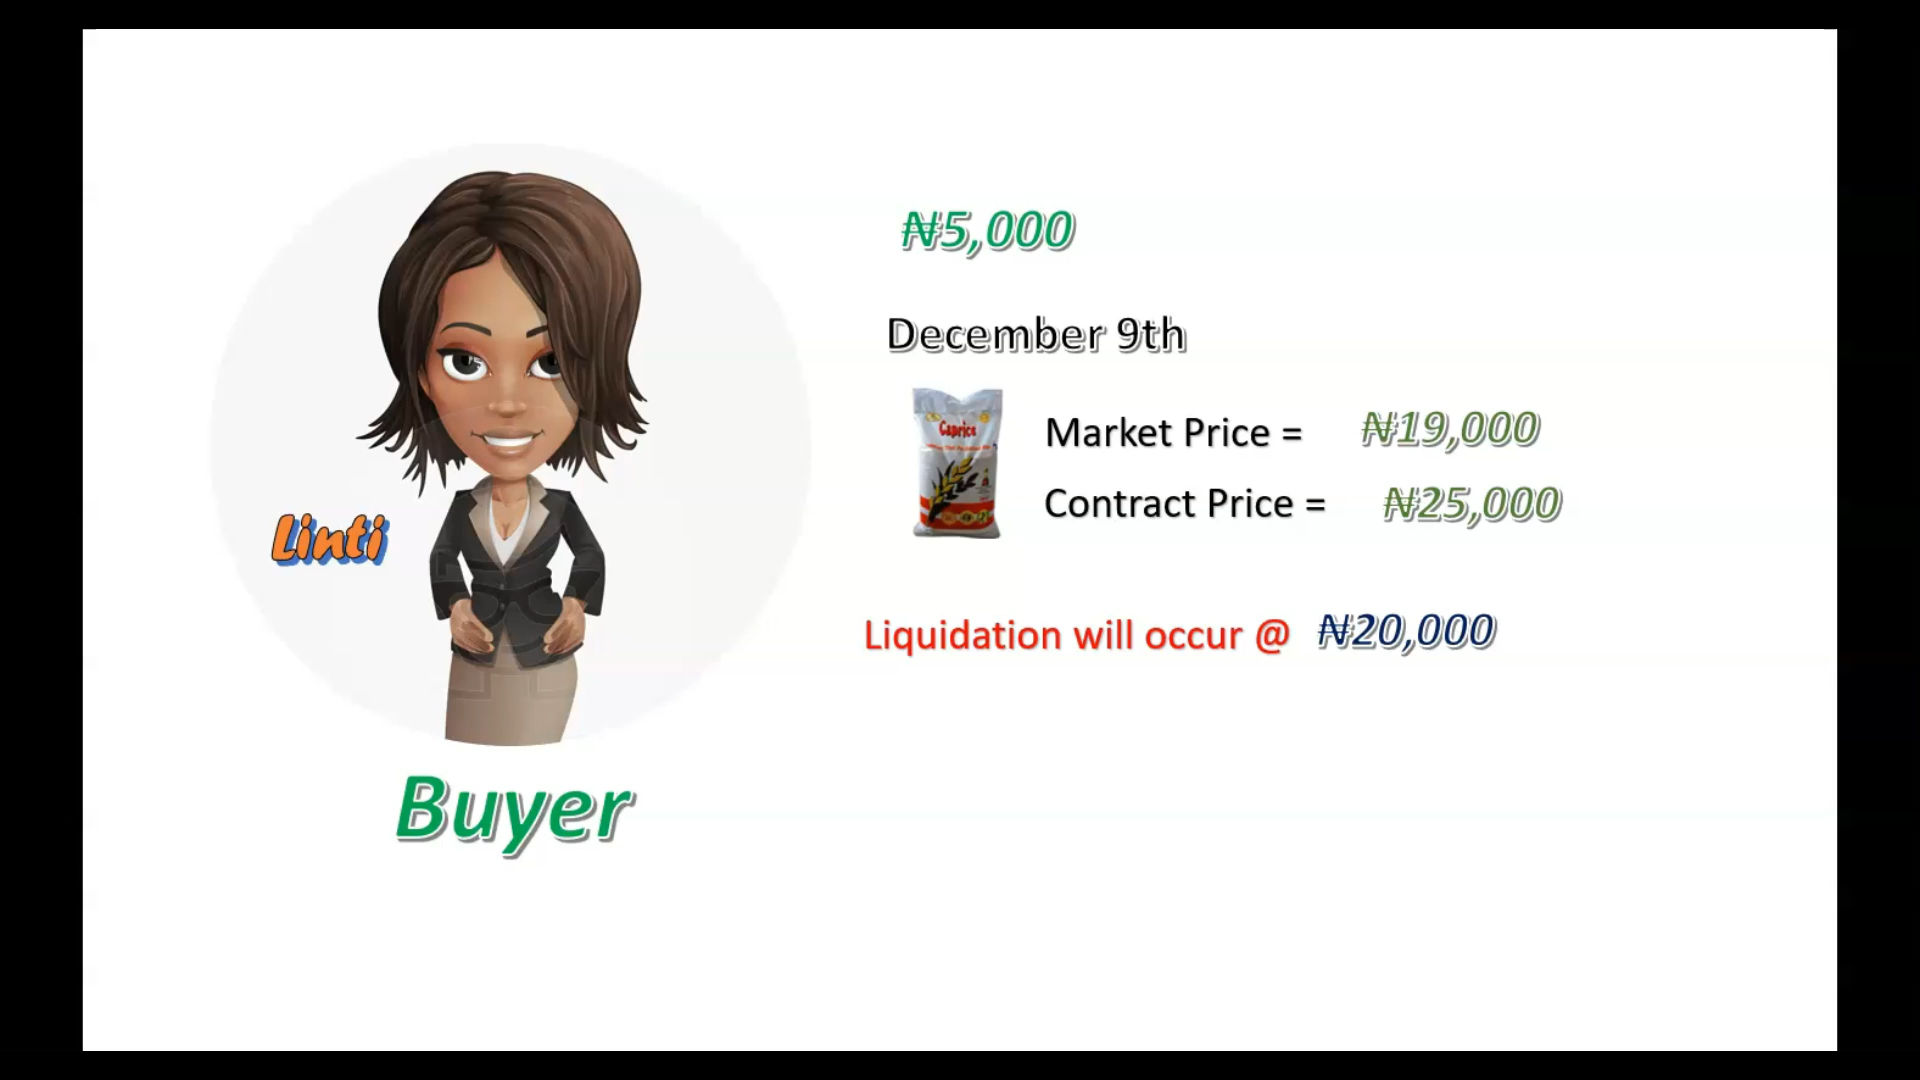 ₦5,000
December 9th
Caprice
Market Price = ₦19,000
Contract Price = ₦25,000
Linti
Liquidation will occur @ ₦20,000
Buyer